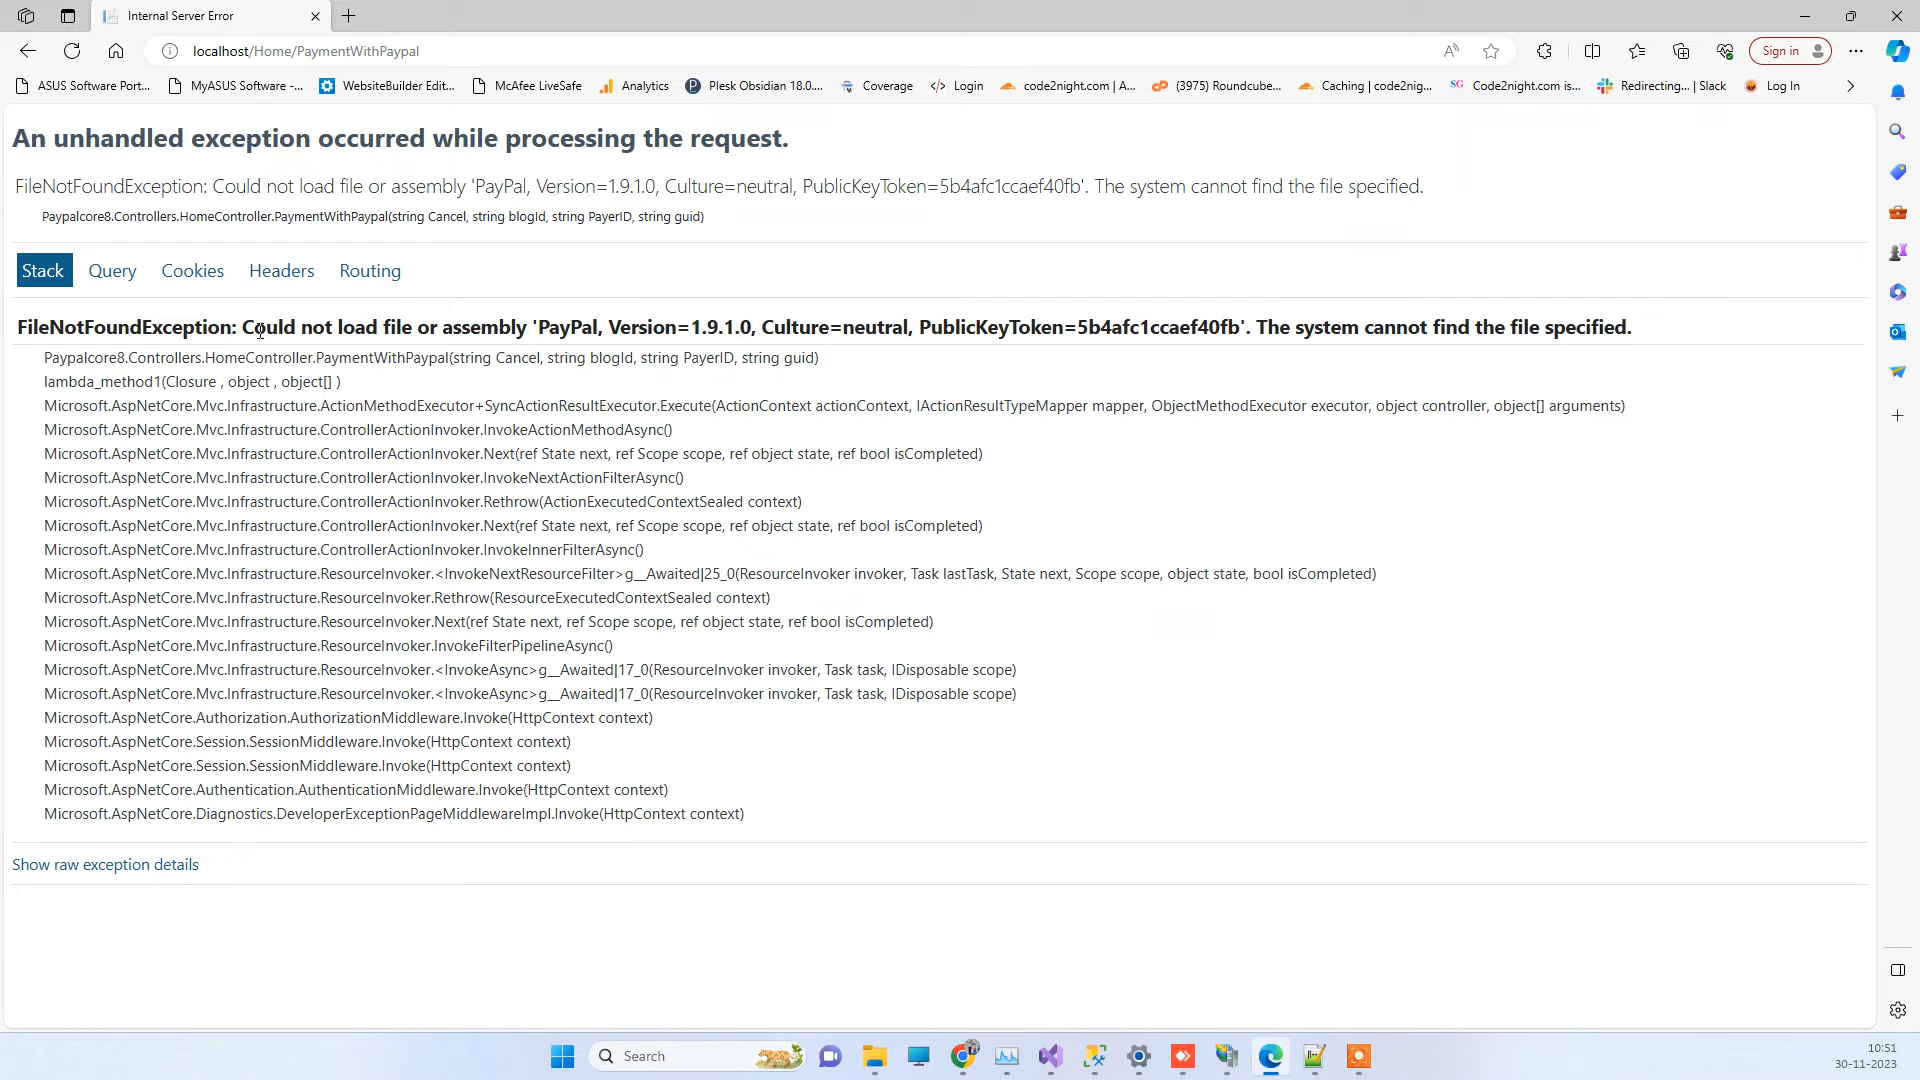 Internal Server Error
localhost/Home/PaymentWithPaypal
Sign in
ASUS Software Port...
MyASUS Software -...
WebsiteBuilder Edit...
McAfee LiveSafe
Analytics
Plesk Obsidian 18.0....
Coverage
Login
code2night.com | A...
(3975) Roundcube...
Caching | code2nig...
Code2night.com is...
Redirecting... | Slack
Log In
An unhandled exception occurred while processing the request.
FileNotFoundException: Could not load file or assembly 'PayPal, Version=1.9.1.0, Culture=neutral, PublicKeyToken=5b4afc1ccaef40fb'. The system cannot find the file specified.
Paypalcore8.Controllers.HomeController.PaymentWithPaypal(string Cancel, string blogId, string PayerID, string guid)
Stack Query Cookies Headers Routing
FileNotFoundException: Could not load file or assembly 'PayPal, Version=1.9.1.0, Culture=neutral, PublicKeyToken=5b4afc1ccaef40fb'. The system cannot find the file specified.
Paypalcore8.Controllers.HomeController.PaymentWithPaypal(string Cancel, string blogId, string PayerID, string guid)
lambda_method1(Closure , object , object[] )
Microsoft.AspNetCore.Mvc.Infrastructure.ActionMethodExecutor+SyncActionResultExecutor.Execute(ActionContext actionContext, IActionResultTypeMapper mapper, ObjectMethodExecutor executor, object controller, object[] arguments)
Microsoft.AspNetCore.Mvc.Infrastructure.ControllerActionInvoker.InvokeActionMethodAsync()
Microsoft.AspNetCore.Mvc.Infrastructure.ControllerActionInvoker.Next(ref State next, ref Scope scope, ref object state, ref bool isCompleted)
Microsoft.AspNetCore.Mvc.Infrastructure.ControllerActionInvoker.InvokeNextActionFilterAsync()
Microsoft.AspNetCore.Mvc.Infrastructure.ControllerActionInvoker.Rethrow(ActionExecutedContextSealed context)
Microsoft.AspNetCore.Mvc.Infrastructure.ControllerActionInvoker.Next(ref State next, ref Scope scope, ref object state, ref bool isCompleted)
Microsoft.AspNetCore.Mvc.Infrastructure.ControllerActionInvoker.InvokeInnerFilterAsync()
Microsoft.AspNetCore.Mvc.Infrastructure.ResourceInvoker.<InvokeNextResourceFilter>g__Awaited|25_0(ResourceInvoker invoker, Task lastTask, State next, Scope scope, object state, bool isCompleted)
Microsoft.AspNetCore.Mvc.Infrastructure.ResourceInvoker.Rethrow(ResourceExecutedContextSealed context)
Microsoft.AspNetCore.Mvc.Infrastructure.ResourceInvoker.Next(ref State next, ref Scope scope, ref object state, ref bool isCompleted)
Microsoft.AspNetCore.Mvc.Infrastructure.ResourceInvoker.InvokeFilterPipelineAsync()
Microsoft.AspNetCore.Mvc.Infrastructure.ResourceInvoker.<InvokeAsync>g__Awaited|17_0(ResourceInvoker invoker, Task task, IDisposable scope)
Microsoft.AspNetCore.Mvc.Infrastructure.ResourceInvoker.<InvokeAsync>g__Awaited|17_0(ResourceInvoker invoker, Task task, IDisposable scope)
Microsoft.AspNetCore.Authorization.AuthorizationMiddleware.Invoke(HttpContext context)
Microsoft.AspNetCore.Session.SessionMiddleware.Invoke(HttpContext context)
Microsoft.AspNetCore.Session.SessionMiddleware.Invoke(HttpContext context)
Microsoft.AspNetCore.Authentication.AuthenticationMiddleware.Invoke(HttpContext context)
Microsoft.AspNetCore.Diagnostics.DeveloperExceptionPageMiddlewareImpl.Invoke(HttpContext context)
Show raw exception details
Search
10:51
30-11-2023